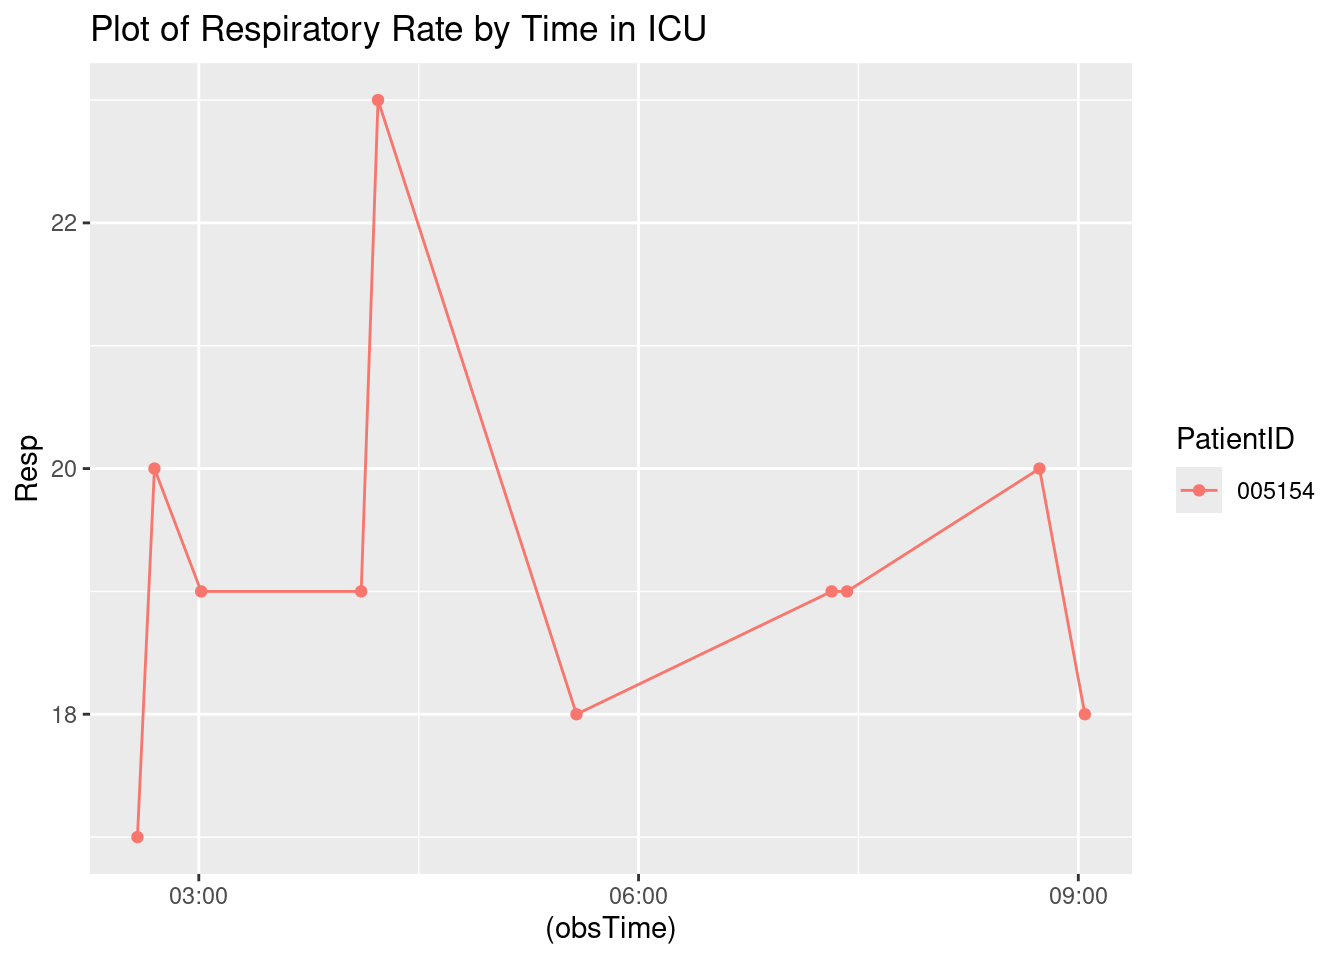 Plot of Respiratory Rate by Time in ICU
Resp
22
20
18
03:00 06:00 09:00
(obsTime)
PatientID
005154